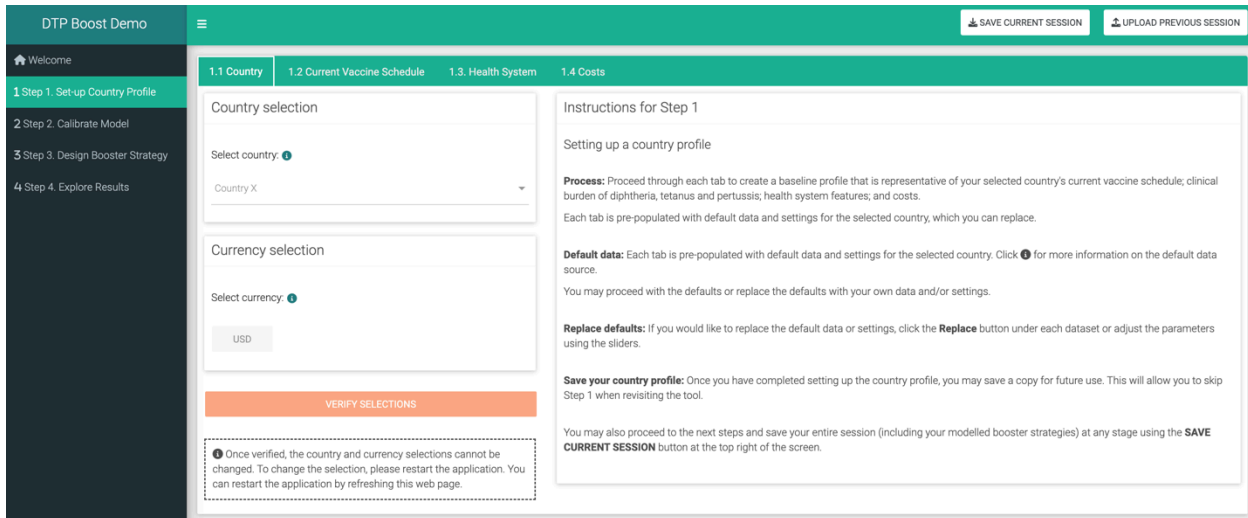 DTP Boost Demo
SAVE CURRENT SESSION
UPLOAD PREVIOUS SESSION
Welcome
1 Step 1. Set-up Country Profile
2 Step 2. Calibrate Model
3 Step 3. Design Booster Strategy
4 Step 4. Explore Results
1.1 Country
1.2 Current Vaccine Schedule
1.3. Health System
1.4 Costs
Country selection
Select country:
Country X
Currency selection
Select currency:
USD
VERIFY SELECTIONS
Once verified, the country and currency selections cannot be
changed. To change the selection, please restart the application. You
can restart the application by refreshing this web page.
Instructions for Step 1
Setting up a country profile
Process: Proceed through each tab to create a baseline profile that is representative of your selected country's current vaccine schedule; clinical
burden of diphtheria, tetanus and pertussis; health system features; and costs.
Each tab is pre-populated with default data and settings for the selected country, which you can replace.
Default data: Each tab is pre-populated with default data and settings for the selected country. Click for more information on the default data
source.
You may proceed with the defaults or replace the defaults with your own data and/or settings.
Replace defaults: If you would like to replace the default data or settings, click the Replace button under each dataset or adjust the parameters
using the sliders.
Save your country profile: Once you have completed setting up the country profile, you may save a copy for future use. This will allow you to skip
Step 1 when revisiting the tool.
You may also proceed to the next steps and save your entire session (including your modelled booster strategies) at any stage using the SAVE
CURRENT SESSION button at the top right of the screen.